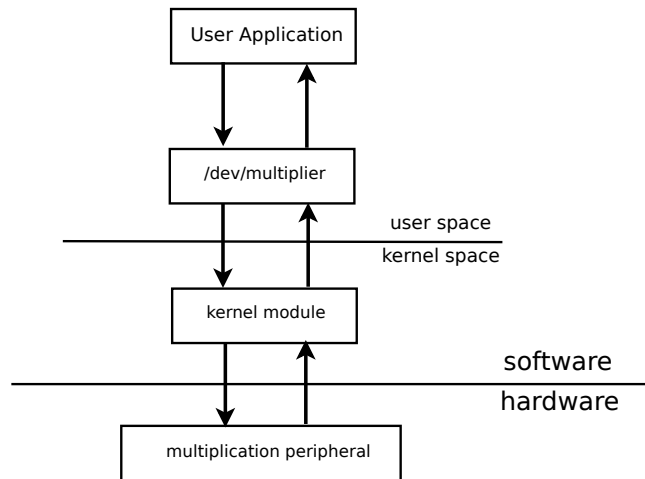 User Application
/dev/multiplier
user space
kernel space
kernel module
software
hardware
multiplication peripheral